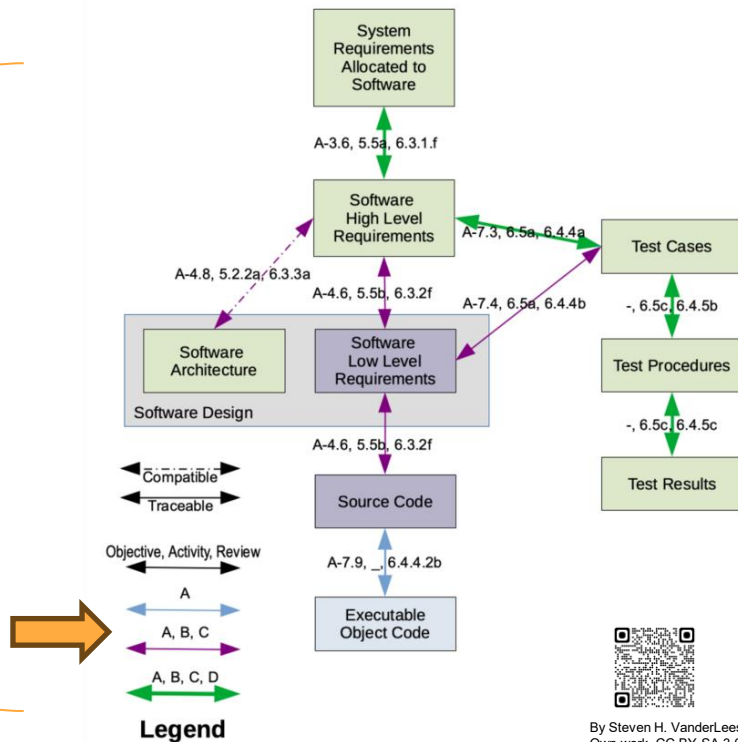 System
Requirements
Allocated to
Software
A-3.6, 5.5a, 6.3.1.f
Software
High Level
Requirements
A-7.3, 6.5a, 6.4.4a
Test Cases
A-4.8, 5.2.2a, 6.3.3a
A-4.6, 5.5b, 6.3.2f
A-7.4, 6.5a, 6.4.4b
-, 6.5c, 6.4.5b
Software
Architecture
Software
Low Level
Requirements
Test Procedures
Software Design
-, 6.5c, 6.4.5c
A-4.6, 5.5b, 6.3.2f
Compatible
Traceable
Source Code
Test Results
Objective, Activity, Review
A-7.9, _, 6.4.4.2b
A
A, B, C
A, B, C, D
Executable
Object Code
Legend
By Steven H. VanderLees